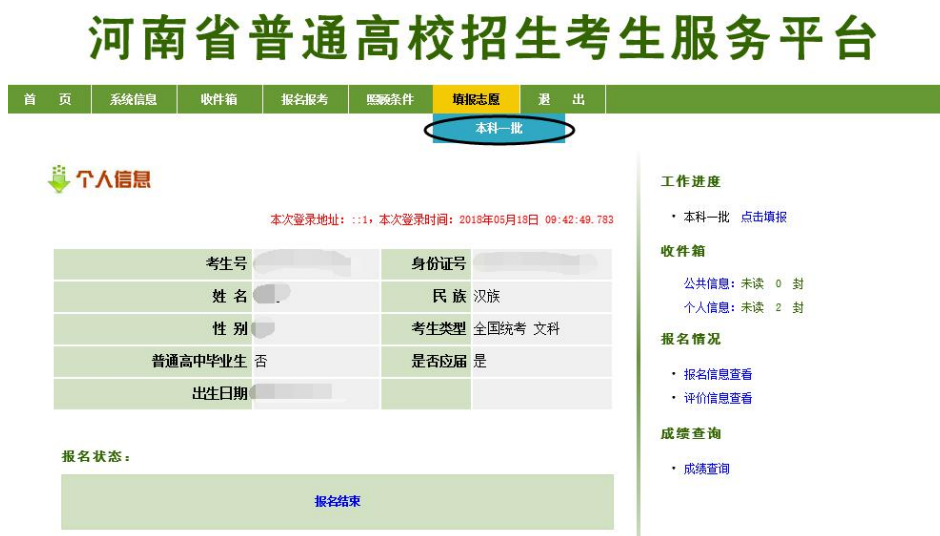 河南省普通高校招生考生服务平台
首 页 系统信息 收件箱 报名报考 照顾条件 填报志愿 退 出
本科一批
个人信息
本次登录地址: ::1, 本次登录时间: 2018年05月18日 09:42:49.783
考生号 身份证号
姓 名 民 族 汉族
性 别 考生类型 全国统考 文科
普通高中毕业生 否 是否应届 是
出生日期
报名状态:
报名结束
工作进度
· 本科一批 点击填报
收件箱
公共信息: 未读 0 封
个人信息: 未读 2 封
报名情况
· 报名信息查看
· 评价信息查看
成绩查询
· 成绩查询